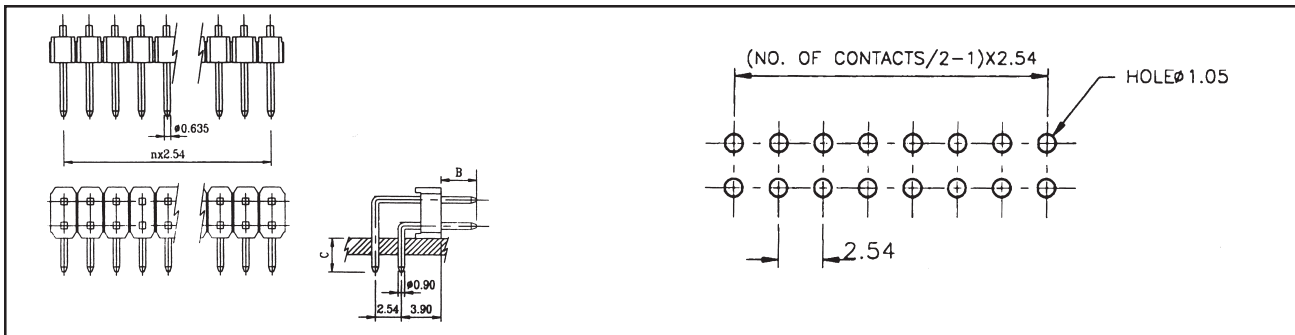 ø0.635
nx2.54
B
C
ø0.90
2.54
3.90
(NO. OF CONTACTS/2-1)X2.54
HOLEø1.05
2.54